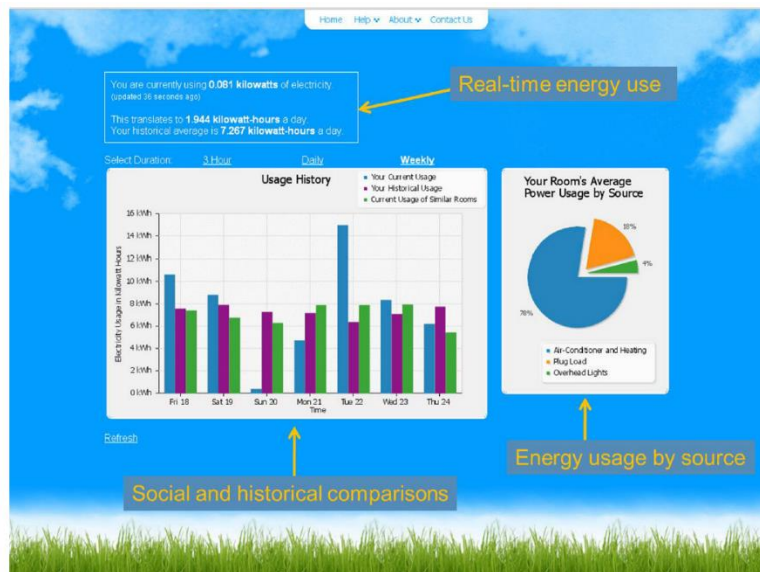 Home Help About Contact Us
You are currently using 0.081 kilowatts of electricity.
(updated 36 seconds ago)
This translates to 1.944 kilowatt-hours a day.
Your historical average is 7.267 kilowatt-hours a day.
Real-time energy use
Select Duration: 3 Hour Daily Weekly
Usage History
Your Current Usage
Your Historical Usage
Current Usage of Similar Rooms
Electricity Usage in Kilowatt Hours
16 kWh
14 kWh
12 kWh
10 kWh
8 kWh
6 kWh
4 kWh
2 kWh
0 kWh
Fri 18 Sat 19 Sun 20 Mon 21 Tue 22 Wed 23 Thu 24
Time
Your Room's Average
Power Usage by Source
18%
4%
78%
Air-Conditioner and Heating
Plug Load
Overhead Lights
Refresh
Social and historical comparisons
Energy usage by source